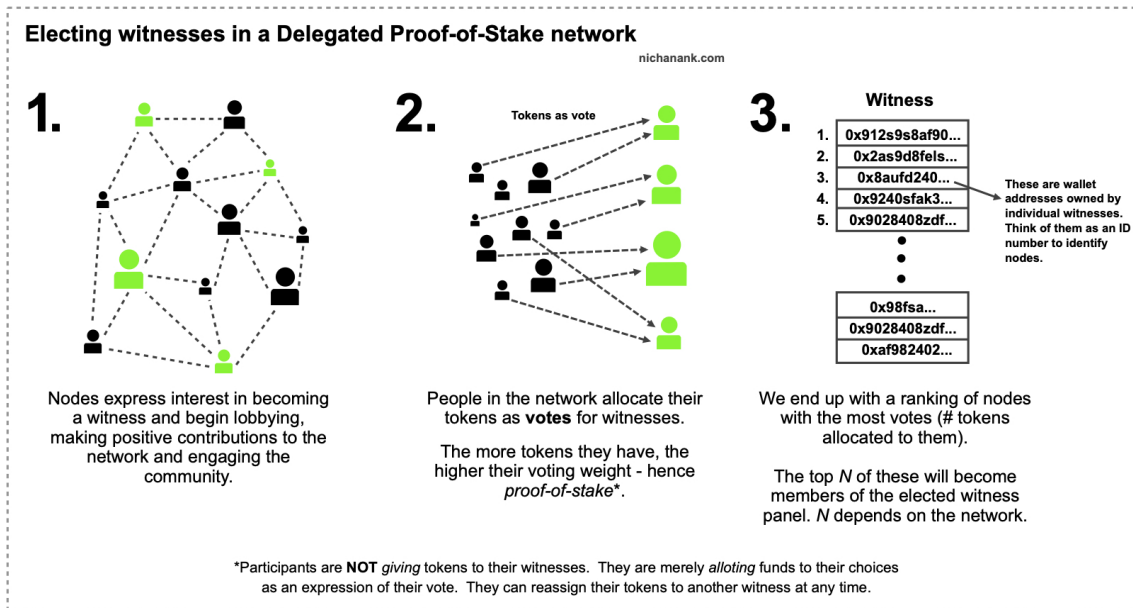 Electing witnesses in a Delegated Proof-of-Stake network
nichanank.com
1.
Nodes express interest in becoming
a witness and begin lobbying,
making positive contributions to the
network and engaging the
community.
2.
Tokens as vote
People in the network allocate their
tokens as votes for witnesses.
The more tokens they have, the
higher their voting weight - hence
proof-of-stake*.
3.
Witness
1. 0x912s9s8af90...
2. 0x2as9d8fels...
3. 0x8aufd240...
4. 0x9240sfak3...
5. 0x9028408zdf...
0x98fsa...
0x9028408zdf...
0xaf982402...
These are wallet
addresses owned by
individual witnesses.
Think of them as an ID
number to identify
nodes.
We end up with a ranking of nodes
with the most votes (# tokens
allocated to them).
The top N of these will become
members of the elected witness
panel. N depends on the network.
*Participants are NOT giving tokens to their witnesses. They are merely alloting funds to their choices
as an expression of their vote. They can reassign their tokens to another witness at any time.